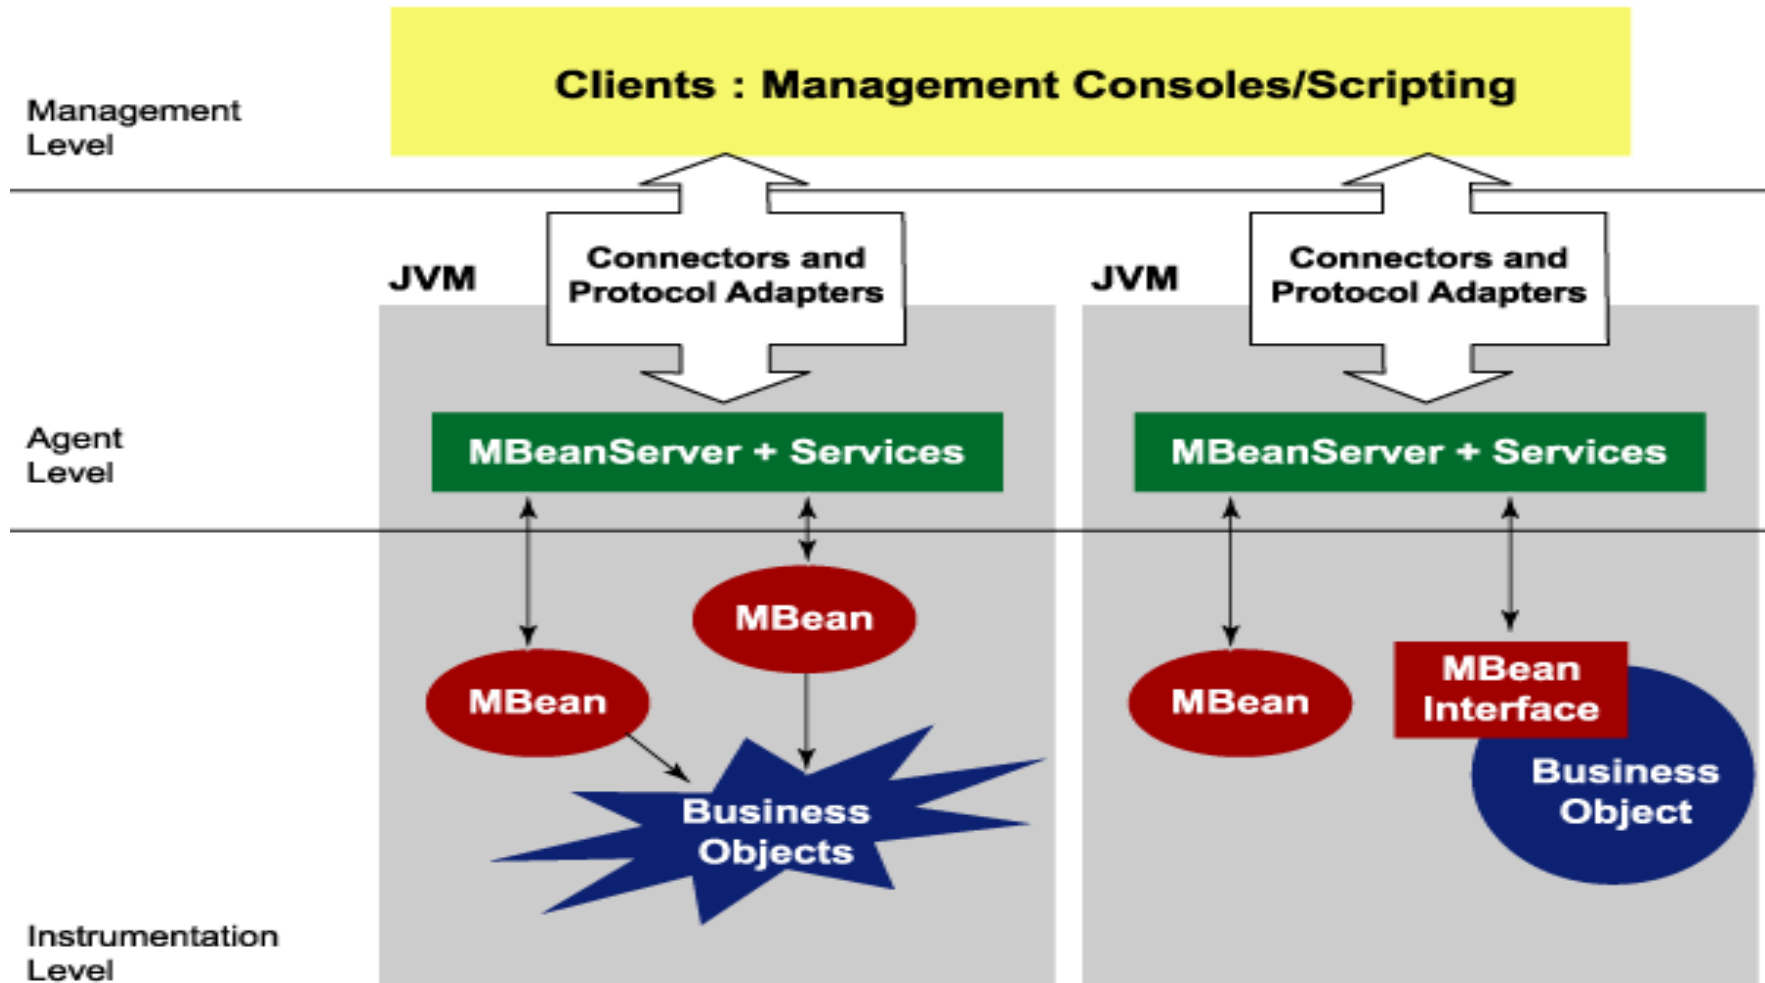 Clients : Management Consoles/Scripting
Management
Level
Connectors and
Protocol Adapters
JVM
Connectors and
Protocol Adapters
JVM
Agent
Level
MBeanServer + Services
MBeanServer + Services
MBean
MBean
MBean
MBean
Interface
Business
Objects
Business
Object
Instrumentation
Level